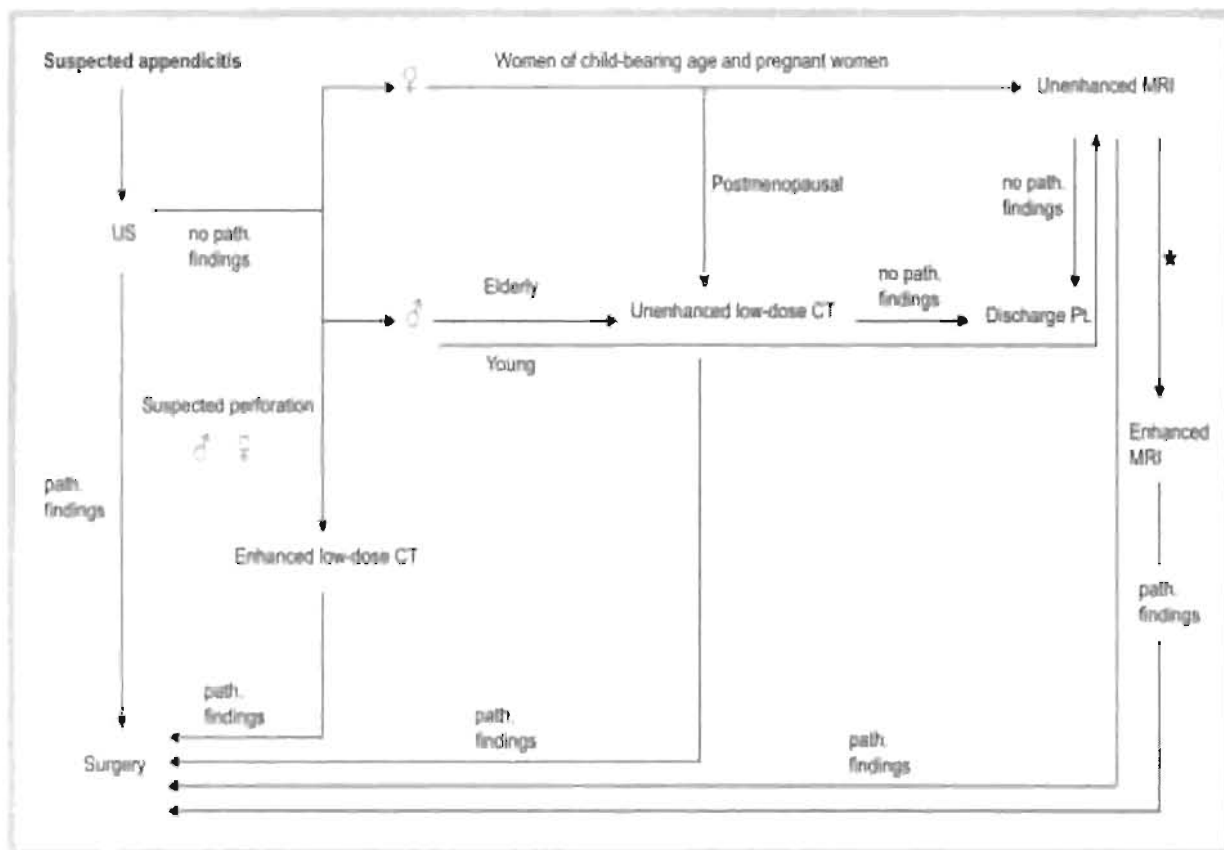 Suspected appendicitis
♀
Women of child-bearing age and pregnant women
Unenhanced MRI
Postmenopausal
no path.
findings
US
no path.
findings
★
Elderly
no path.
findings
♂
Unenhanced low-dose CT
Discharge Pt.
Young
Suspected perforation
♂ ♀
Enhanced
MRI
path.
findings
Enhanced low-dose CT
path.
findings
path.
findings
path.
findings
path.
findings
Surgery